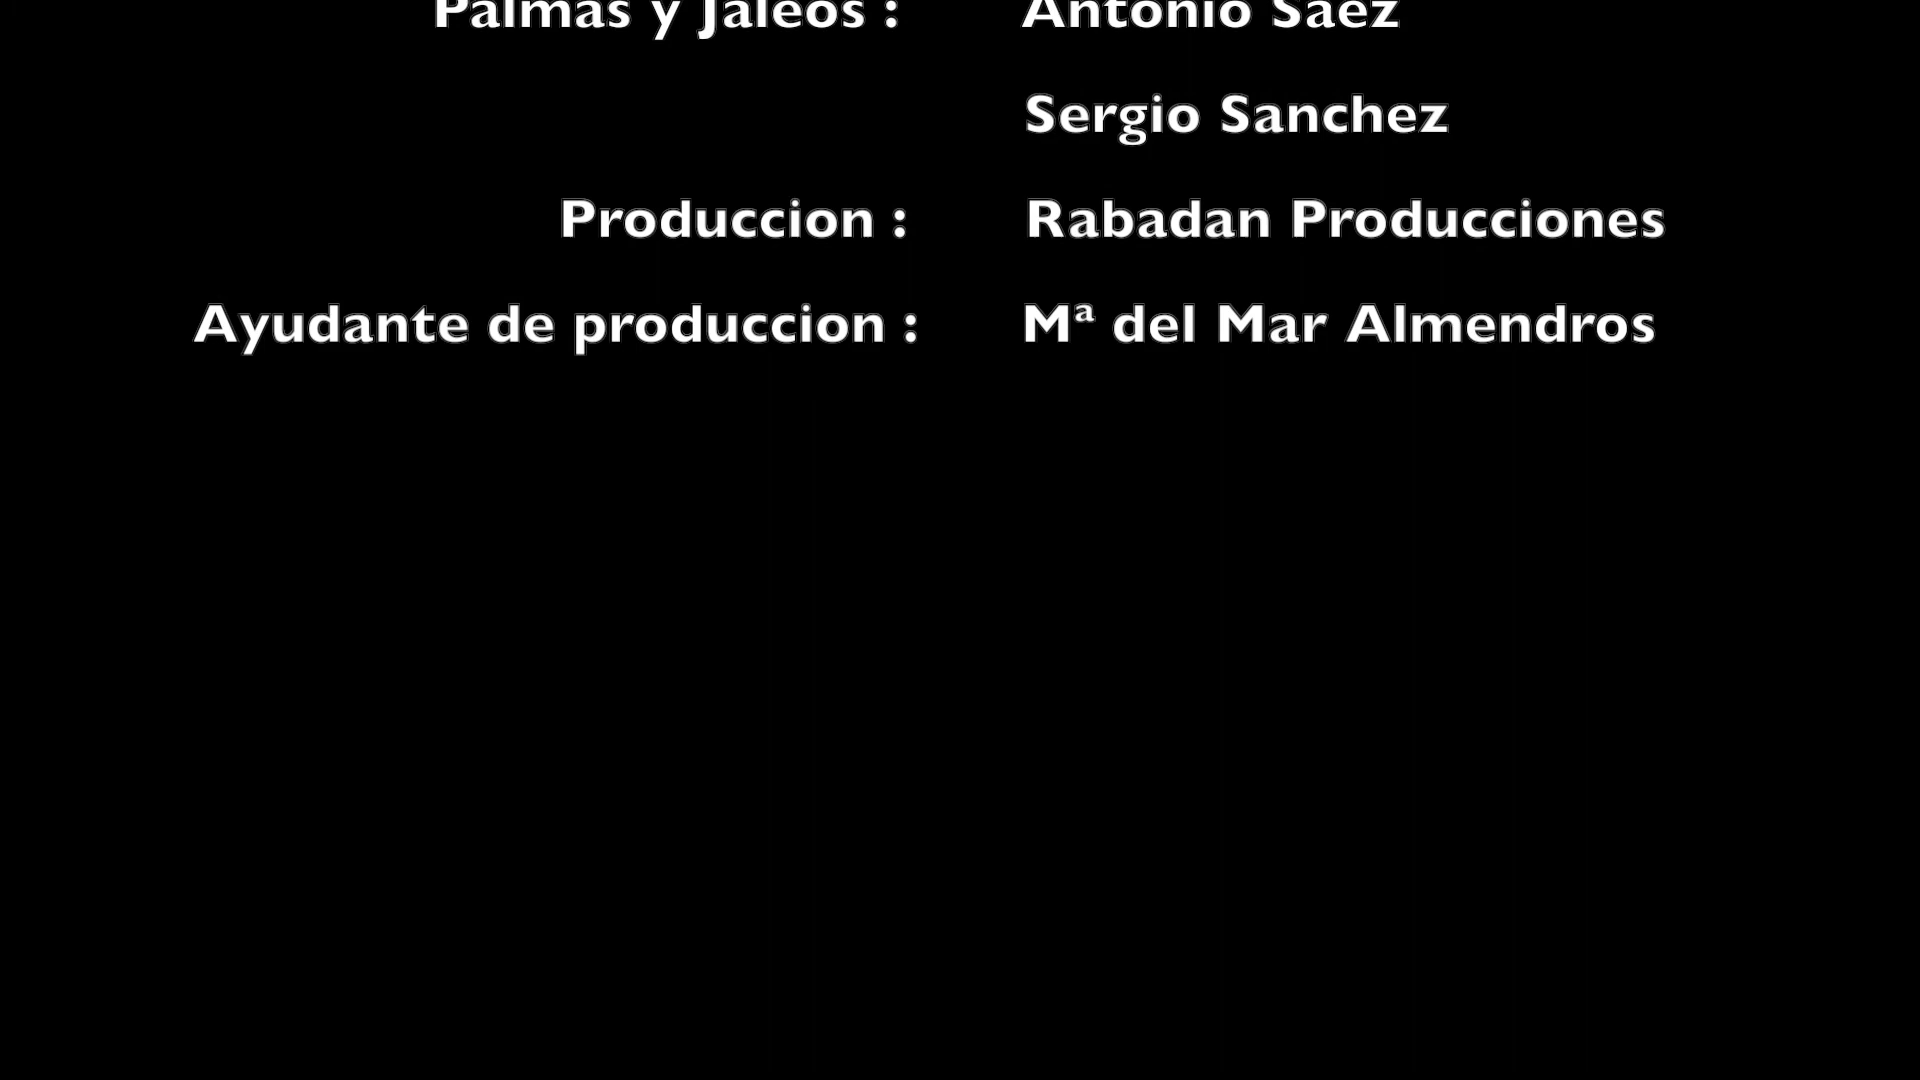 Palmas y Jaleos : Antonio Saez
Sergio Sanchez
Produccion : Rabadan Producciones
Ayudante de produccion : Mª del Mar Almendros